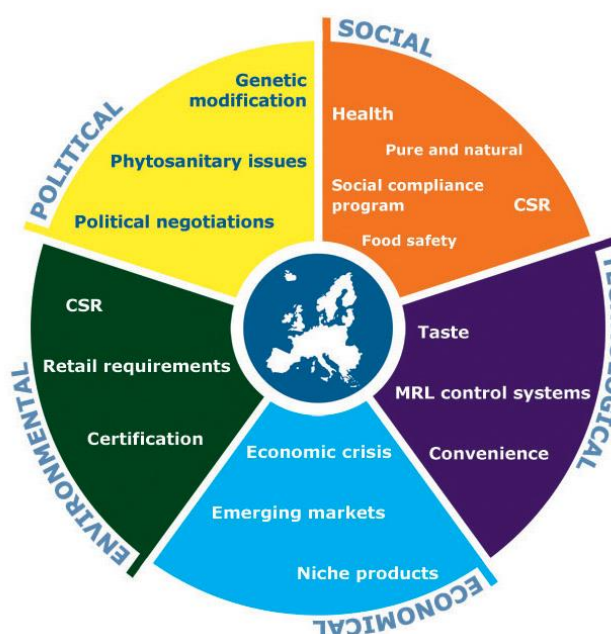 SOCIAL
Health
Pure and natural
Social compliance
program
CSR
Food safety
TECHNOLOGICAL
Taste
MRL control systems
Convenience
ECONOMICAL
Economic crisis
Emerging markets
Niche products
ENVIRONMENTAL
CSR
Retail requirements
Certification
POLITICAL
Genetic
modification
Phytosanitary issues
Political negotiations